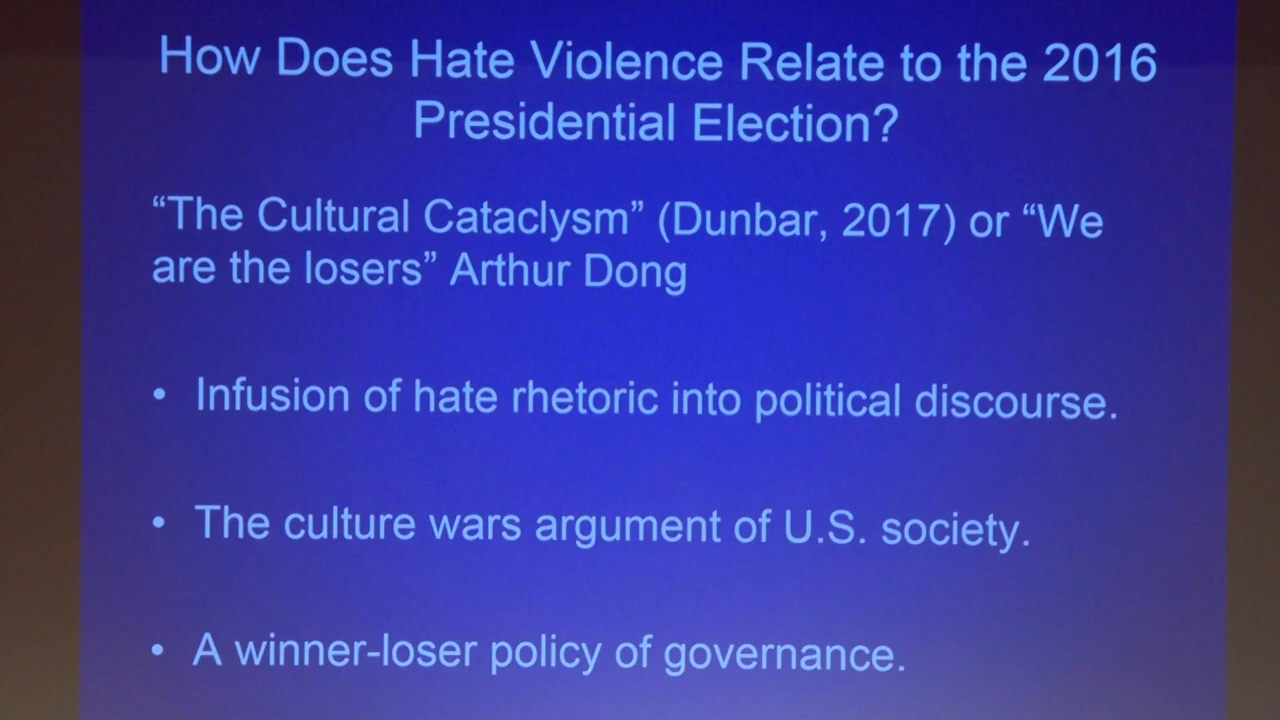 How Does Hate Violence Relate to the 2016
Presidential Election?
“The Cultural Cataclysm” (Dunbar, 2017) or “We
are the losers” Arthur Dong
• Infusion of hate rhetoric into political discourse.
• The culture wars argument of U.S. society.
• A winner-loser policy of governance.